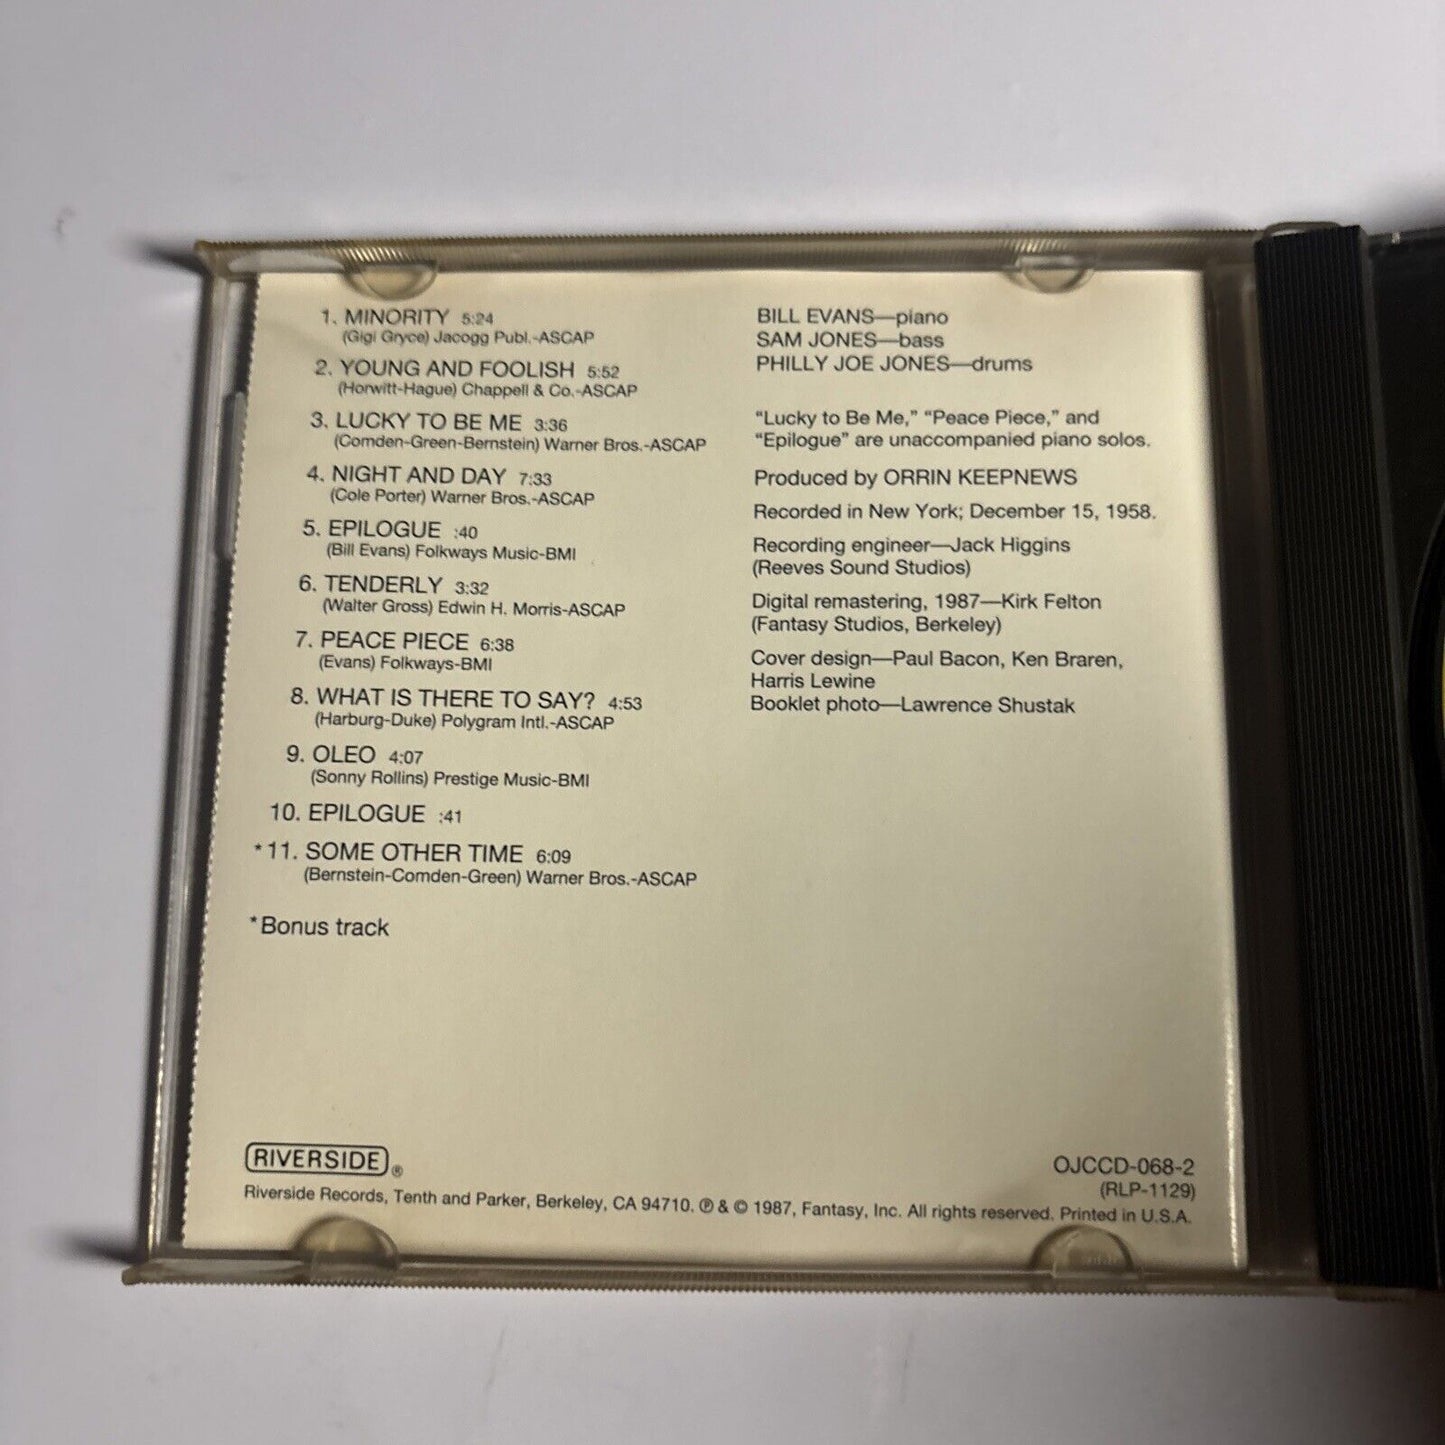 1. MINORITY 5:24
(Gigi Gryce) Jacogg Publ.-ASCAP
2. YOUNG AND FOOLISH 5:52
(Horwitt-Hague) Chappell & Co.-ASCAP
3. LUCKY TO BE ME 3:36
(Comden-Green-Bernstein) Warner Bros.-ASCAP
4. NIGHT AND DAY 7:33
(Cole Porter) Warner Bros.-ASCAP
5. EPILOGUE :40
(Bill Evans) Folkways Music-BMI
6. TENDERLY 3:32
(Walter Gross) Edwin H. Morris-ASCAP
7. PEACE PIECE 6:38
(Evans) Folkways-BMI
8. WHAT IS THERE TO SAY? 4:53
(Harburg-Duke) Polygram Intl.-ASCAP
9. OLEO 4:07
(Sonny Rollins) Prestige Music-BMI
10. EPILOGUE :41
*11. SOME OTHER TIME 6:09
(Bernstein-Comden-Green) Warner Bros.-ASCAP
*Bonus track
BILL EVANS—piano
SAM JONES—bass
PHILLY JOE JONES—drums
“Lucky to Be Me,” “Peace Piece,” and
“Epilogue” are unaccompanied piano solos.
Produced by ORRIN KEEPNEWS
Recorded in New York; December 15, 1958.
Recording engineer—Jack Higgins
(Reeves Sound Studios)
Digital remastering, 1987—Kirk Felton
(Fantasy Studios, Berkeley)
Cover design—Paul Bacon, Ken Braren,
Harris Lewine
Booklet photo—Lawrence Shustak
RIVERSIDE®
OJCCD-068-2
(RLP-1129)
Riverside Records, Tenth and Parker, Berkeley, CA 94710. ℗ & © 1987, Fantasy, Inc. All rights reserved. Printed in U.S.A.